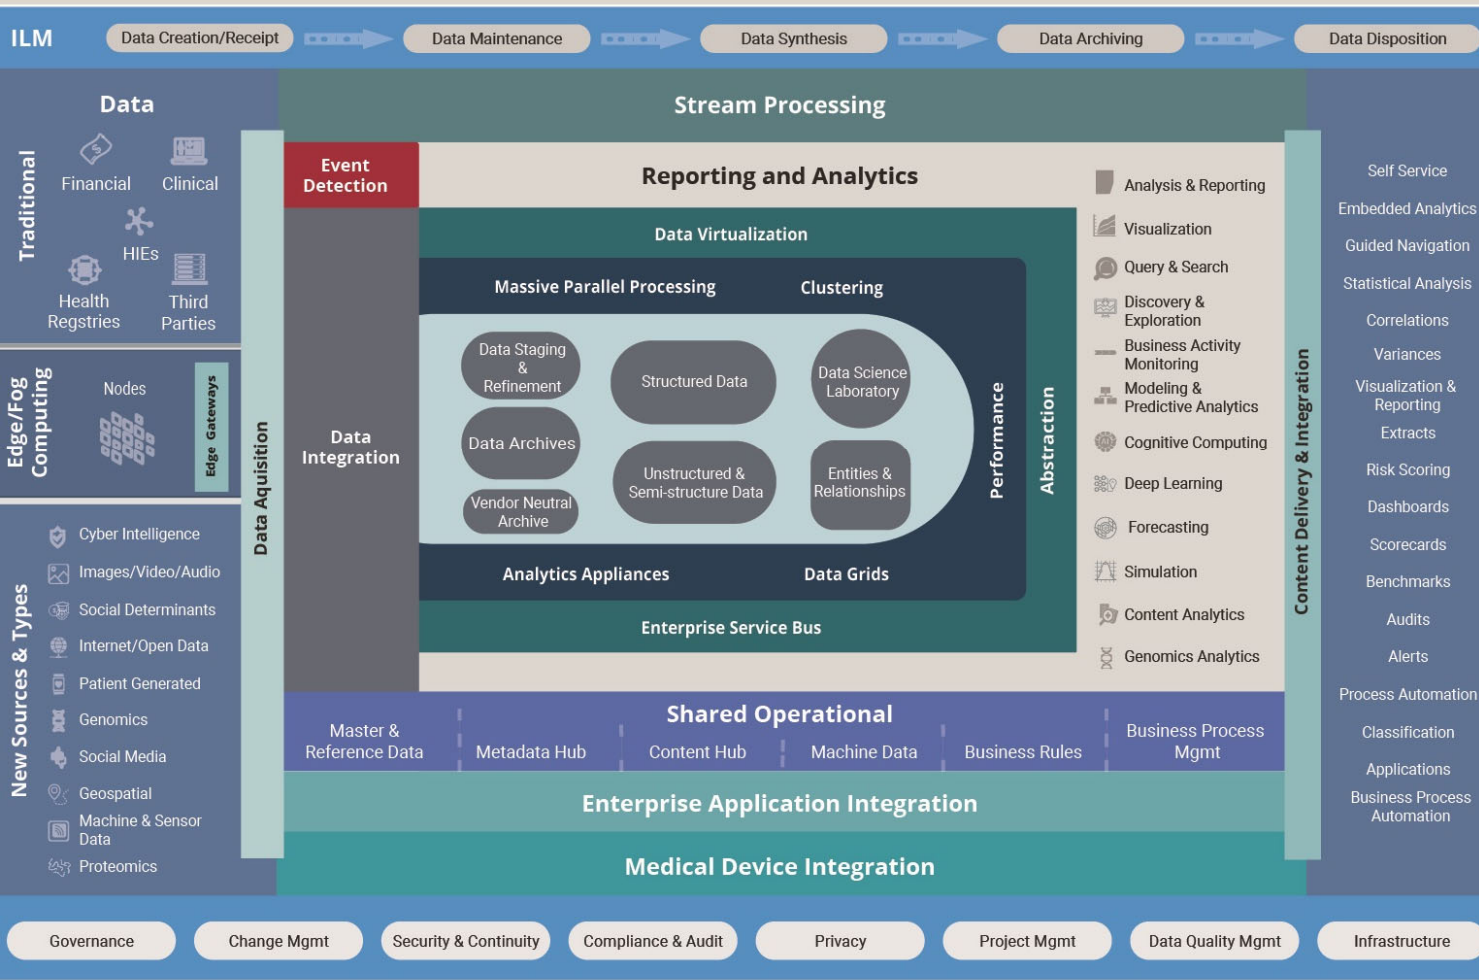 ILM
Data Creation/Receipt
Data Maintenance
Data Synthesis
Data Archiving
Data Disposition
Data
Traditional
Financial
Clinical
HIEs
Health
Regstries
Third
Parties
Edge/Fog
Computing
Nodes
Edge Gateways
New Sources & Types
Cyber Intelligence
Images/Video/Audio
Social Determinants
Internet/Open Data
Patient Generated
Genomics
Social Media
Geospatial
Machine & Sensor
Data
Proteomics
Data Aquisition
Stream Processing
Event
Detection
Data
Integration
Reporting and Analytics
Data Virtualization
Massive Parallel Processing
Clustering
Data Staging
&
Refinement
Data Archives
Vendor Neutral
Archive
Structured Data
Unstructured &
Semi-structure Data
Data Science
Laboratory
Entities &
Relationships
Performance
Abstraction
Analytics Appliances
Data Grids
Enterprise Service Bus
Analysis & Reporting
Visualization
Query & Search
Discovery &
Exploration
Business Activity
Monitoring
Modeling &
Predictive Analytics
Cognitive Computing
Deep Learning
Forecasting
Simulation
Content Analytics
Genomics Analytics
Shared Operational
Master &
Reference Data
Metadata Hub
Content Hub
Machine Data
Business Rules
Business Process
Mgmt
Enterprise Application Integration
Medical Device Integration
Content Delivery & Integration
Self Service
Embedded Analytics
Guided Navigation
Statistical Analysis
Correlations
Variances
Visualization &
Reporting
Extracts
Risk Scoring
Dashboards
Scorecards
Benchmarks
Audits
Alerts
Process Automation
Classification
Applications
Business Process
Automation
Governance
Change Mgmt
Security & Continuity
Compliance & Audit
Privacy
Project Mgmt
Data Quality Mgmt
Infrastructure